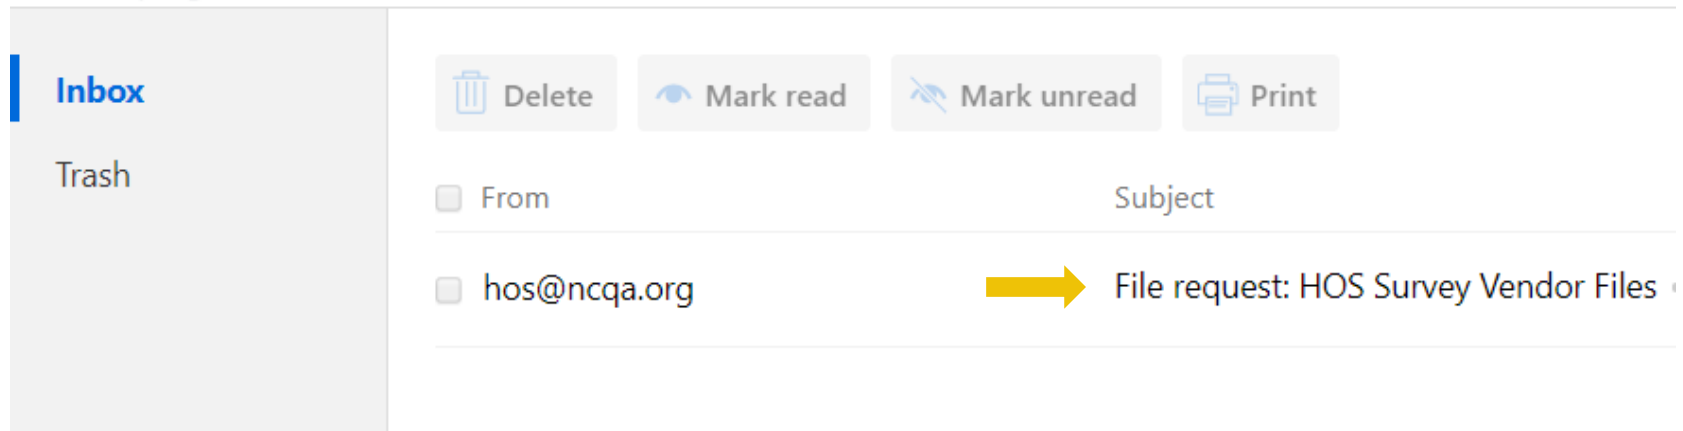 Inbox
Trash
Delete Mark read Mark unread Print
From Subject
hos@ncqa.org File request: HOS Survey Vendor Files